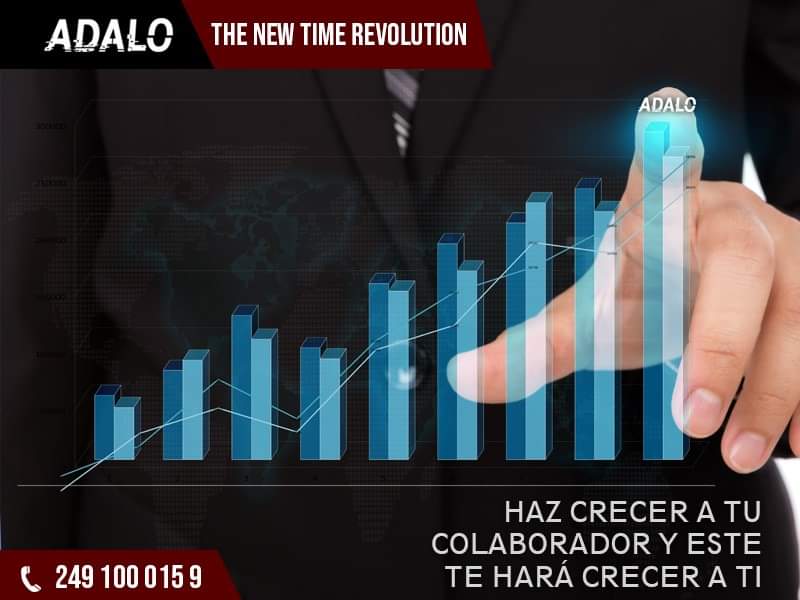 ADALO
THE NEW TIME REVOLUTION
ADALO
HAZ CRECER A TU
COLABORADOR Y ESTE
TE HARÁ CRECER A TI
249 100 015 9